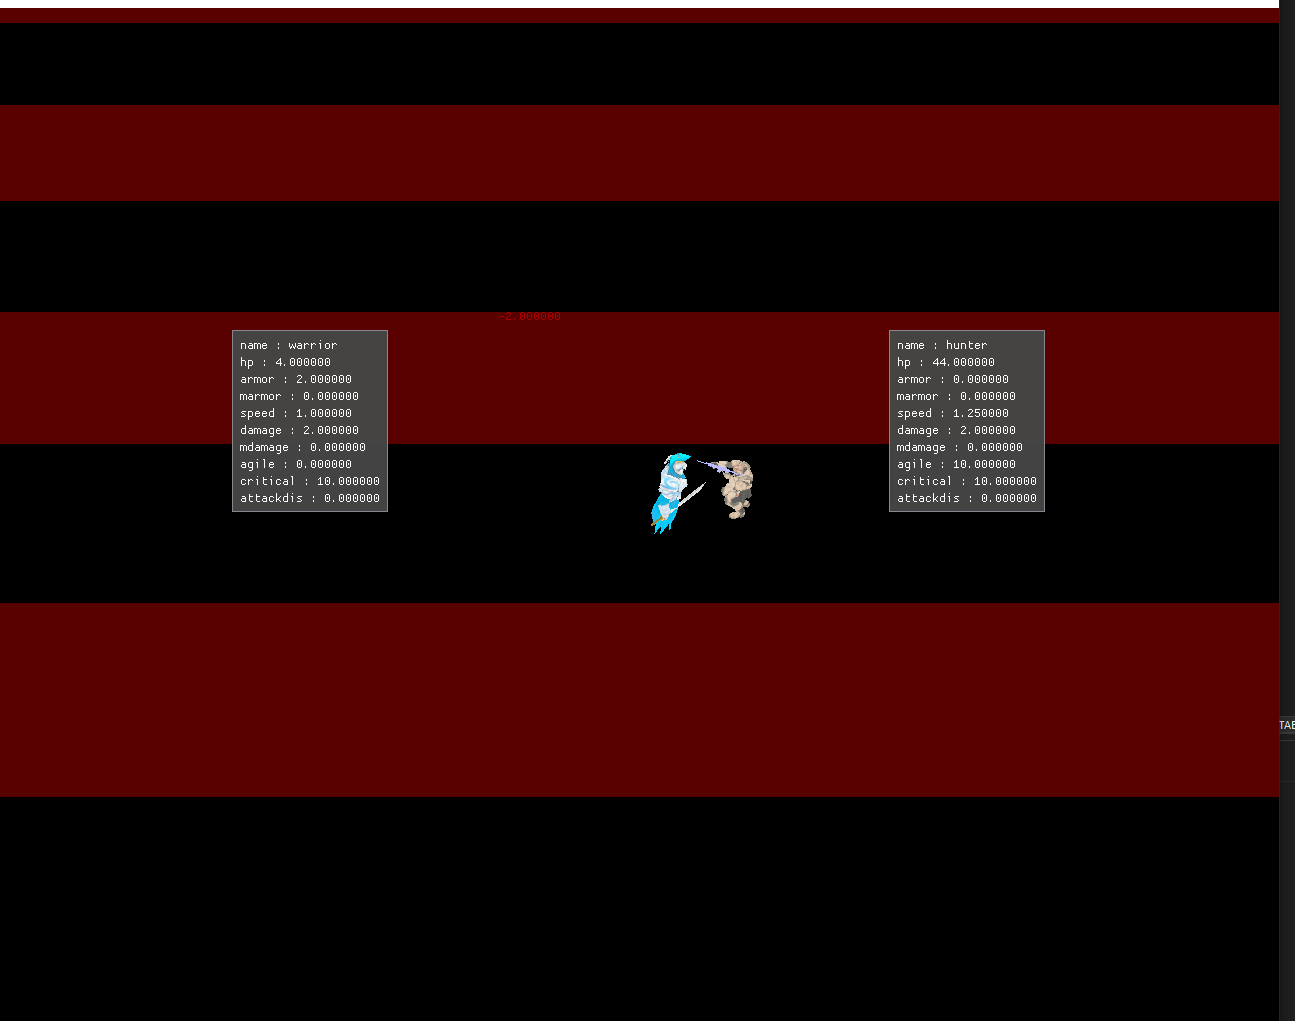 -2.000000
name : warrior
hp : 4.000000
armor : 2.000000
marmor : 0.000000
speed : 1.000000
damage : 2.000000
mdamage : 0.000000
agile : 0.000000
critical : 10.000000
attackdis : 0.000000
name : hunter
hp : 44.000000
armor : 0.000000
marmor : 0.000000
speed : 1.250000
damage : 2.000000
mdamage : 0.000000
agile : 10.000000
critical : 10.000000
attackdis : 0.000000